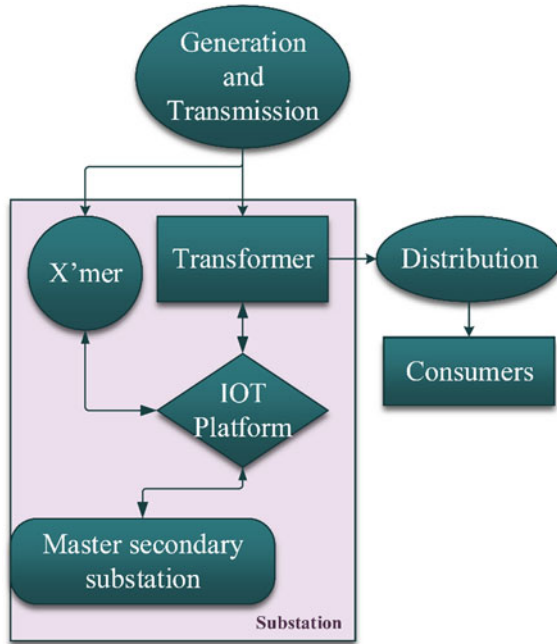 Generation
and
Transmission
X’mer
Transformer
Distribution
Consumers
IOT
Platform
Master secondary
substation
Substation